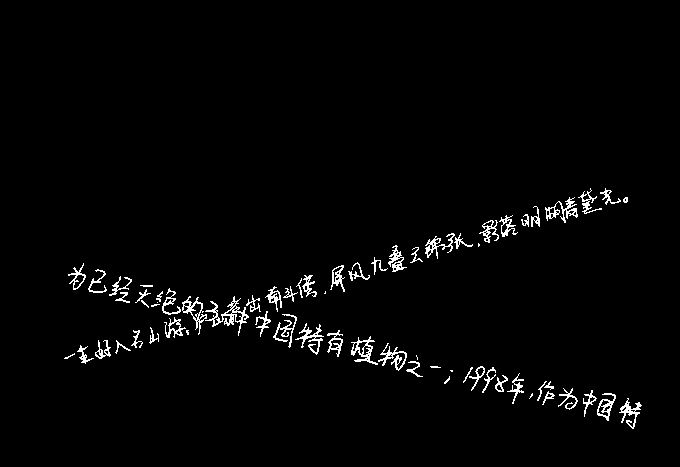 为已经灭绝的三种中国特有植物之一；1998年，作为中国特
一生好入名山游。庐山秀出南斗傍，屏风九叠云锦张，影落明湖青黛光。